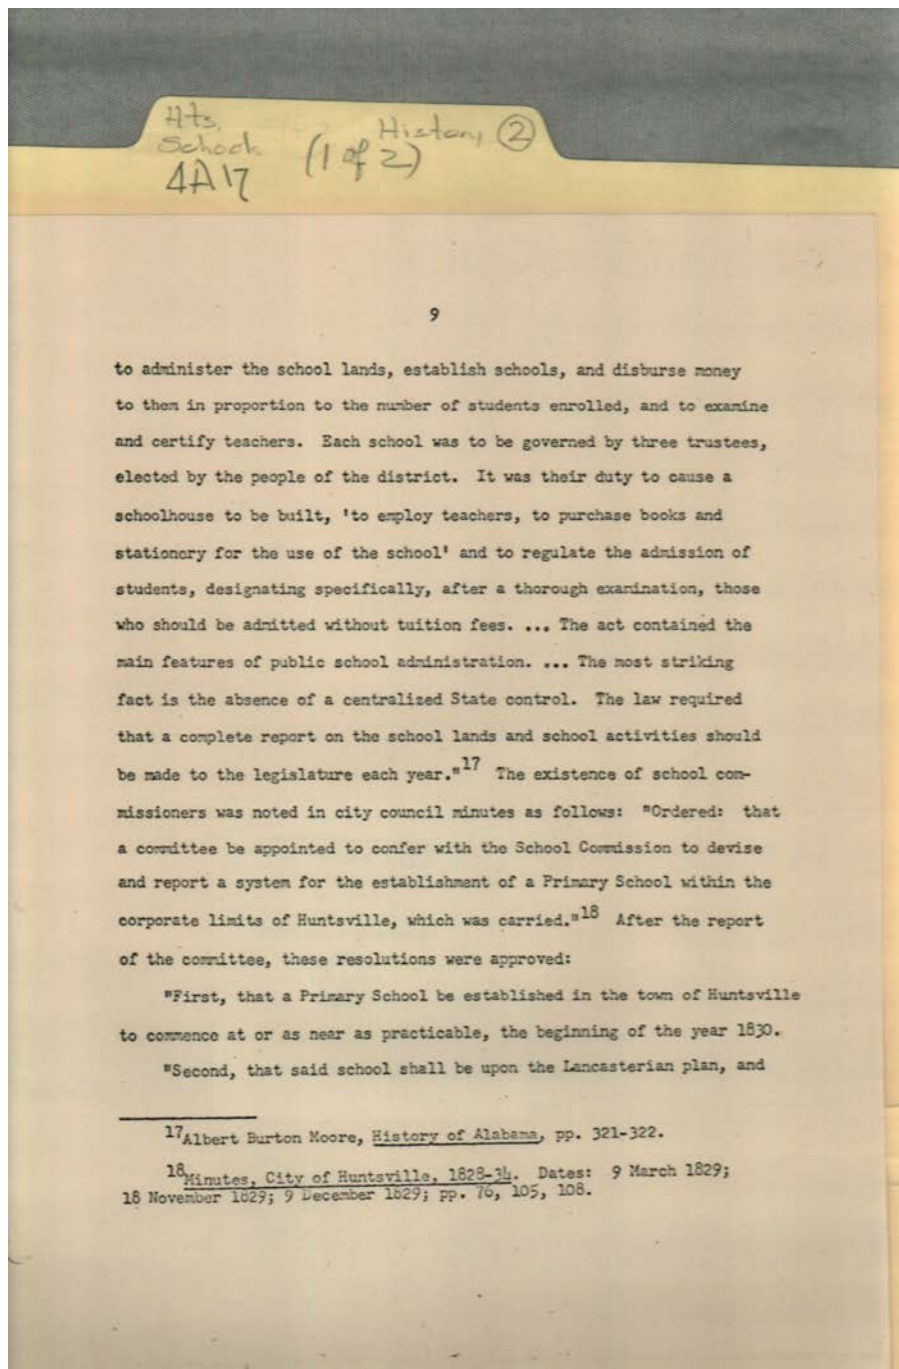 Hts. History ②
School
(1 of 2)
4A17
9
to administer the school lands, establish schools, and disburse money
to them in proportion to the number of students enrolled, and to examine
and certify teachers. Each school was to be governed by three trustees,
elected by the people of the district. It was their duty to cause a
schoolhouse to be built, 'to employ teachers, to purchase books and
stationery for the use of the school' and to regulate the admission of
students, designating specifically, after a thorough examination, those
who should be admitted without tuition fees. ... The act contained the
main features of public school administration. ... The most striking
fact is the absence of a centralized State control. The law required
that a complete report on the school lands and school activities should
be made to the legislature each year."17 The existence of school com-
missioners was noted in city council minutes as follows: "Ordered: that
a committee be appointed to confer with the School Commission to devise
and report a system for the establishment of a Primary School within the
corporate limits of Huntsville, which was carried."18 After the report
of the committee, these resolutions were approved:
"First, that a Primary School be established in the town of Huntsville
to commence at or as near as practicable, the beginning of the year 1830.
"Second, that said school shall be upon the Lancasterian plan, and
17Albert Burton Moore, History of Alabama, pp. 321-322.
18Minutes, City of Huntsville, 1828-34. Dates: 9 March 1829;
18 November 1829; 9 December 1829; pp. 76, 105, 108.